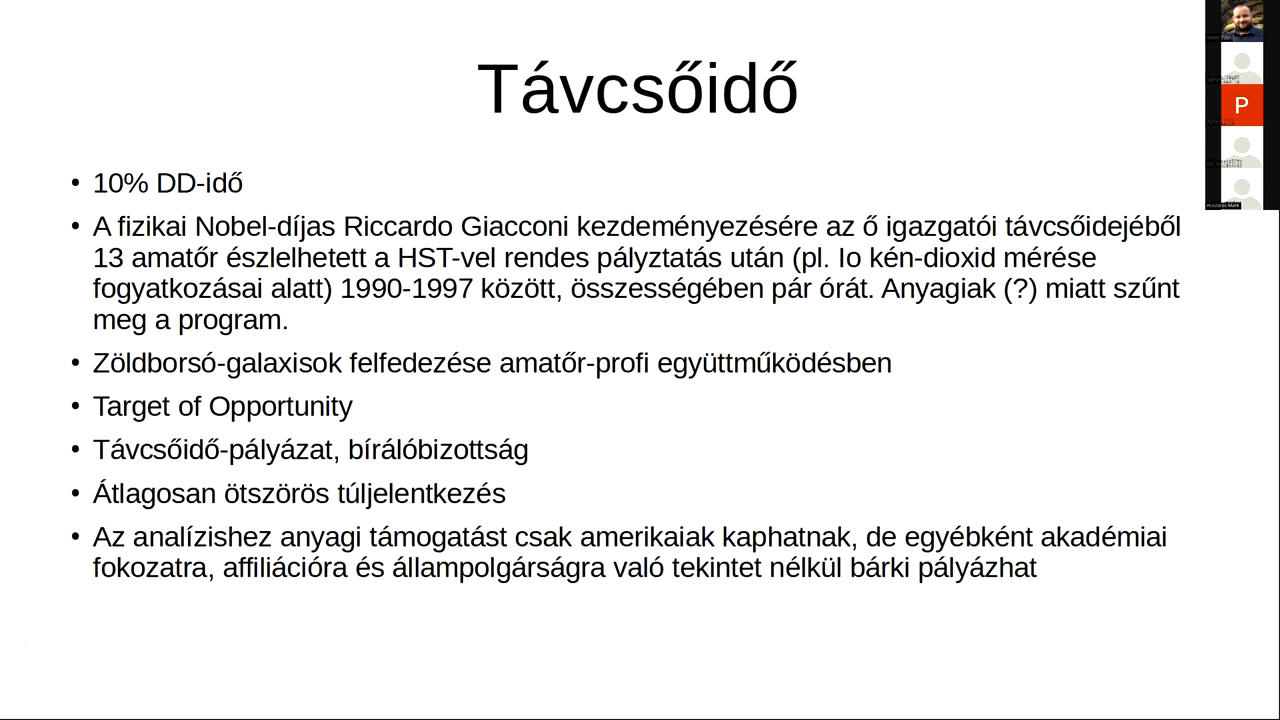 Távcsőidő
• 10% DD-idő
• A fizikai Nobel-díjas Riccardo Giacconi kezdeményezésére az ő igazgatói távcsőidejéből
13 amatőr észlelhetett a HST-vel rendes pályztatás után (pl. Io kén-dioxid mérése
fogyatkozásai alatt) 1990-1997 között, összességében pár órát. Anyagiak (?) miatt szűnt
meg a program.
• Zöldborsó-galaxisok felfedezése amatőr-profi együttműködésben
• Target of Opportunity
• Távcsőidő-pályázat, bírálóbizottság
• Átlagosan ötszörös túljelentkezés
• Az analízishez anyagi támogatást csak amerikaiak kaphatnak, de egyébként akadémiai
fokozatra, affiliációra és állampolgárságra való tekintet nélkül bárki pályázhat
P